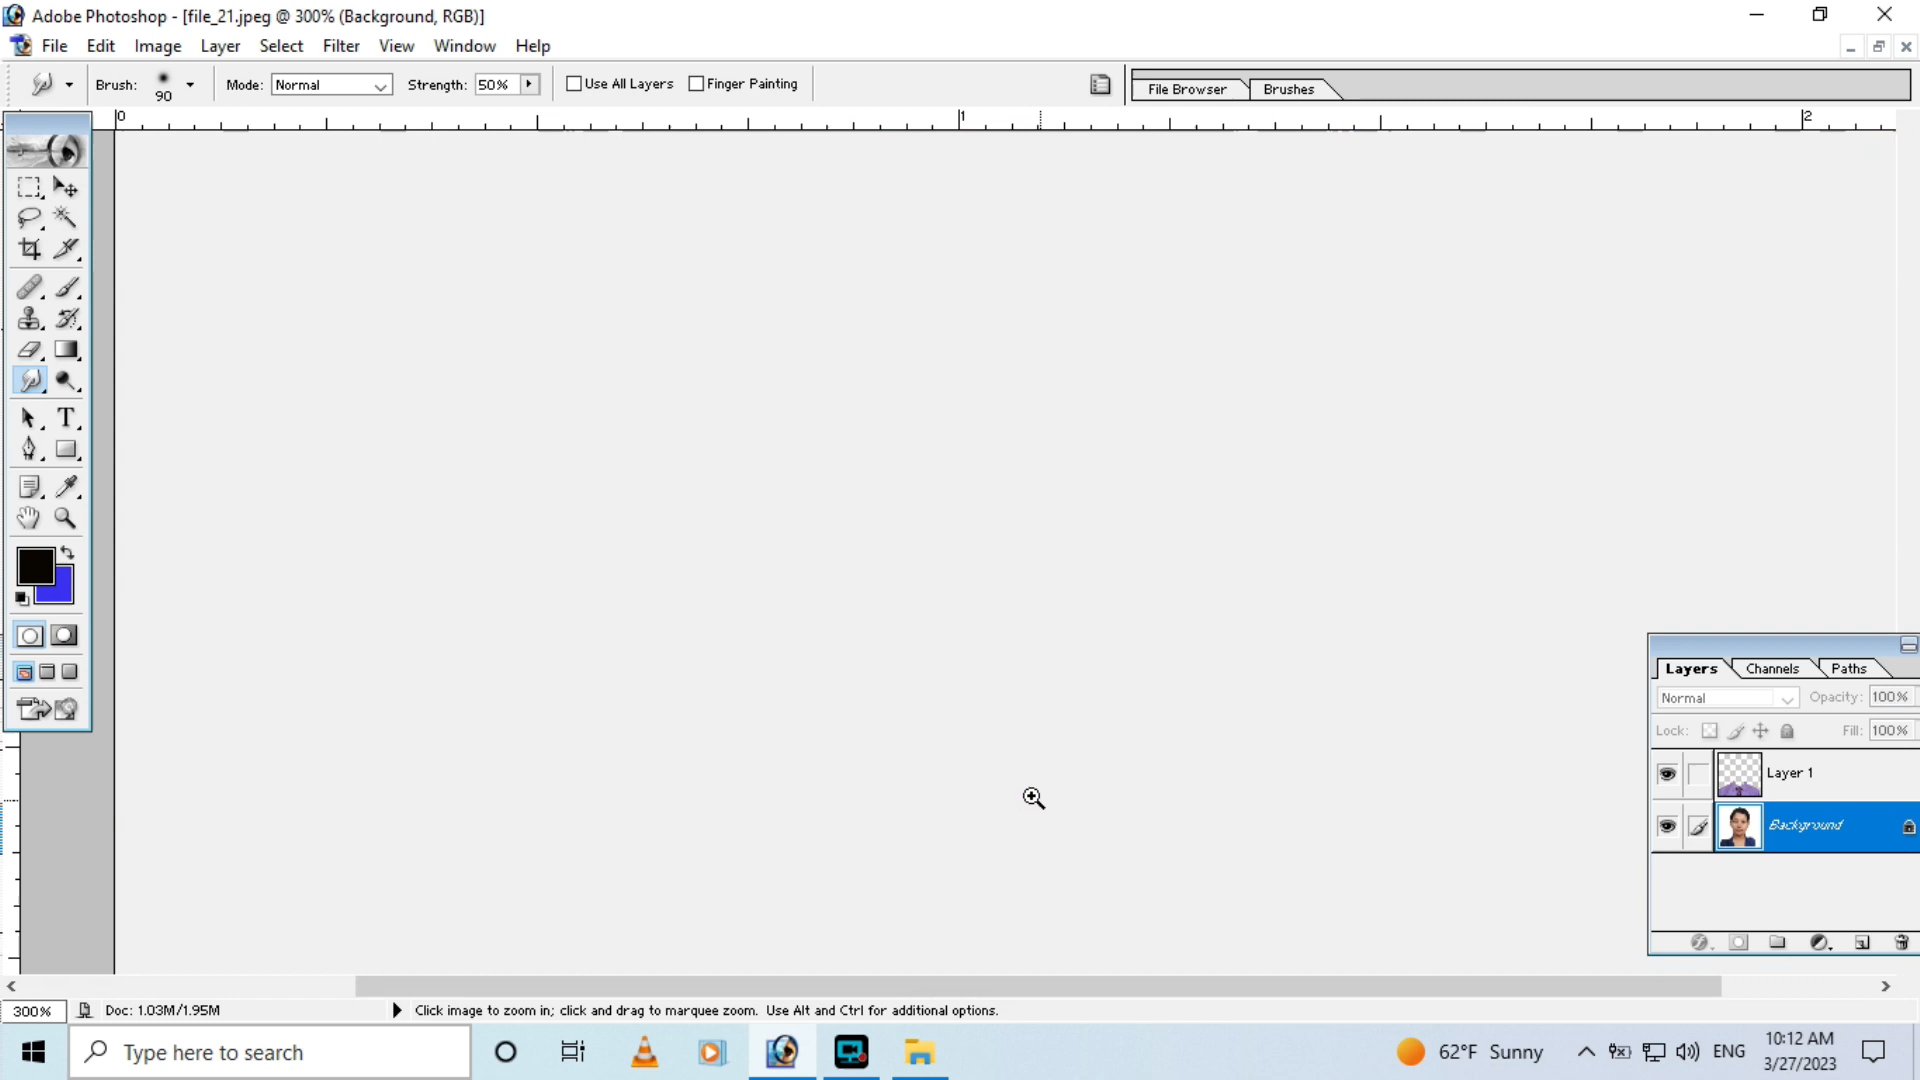 Adobe Photoshop - [file_21.jpeg @ 300% (Background, RGB)]
File Edit Image Layer Select Filter View Window Help
Brush: 90 Mode: Normal Strength: 50% Use All Layers Finger Painting File Browser Brushes
0 1 2
T
Layers Channels Paths
Normal Opacity: 100%
Lock: Fill: 100%
Layer 1
Background
300% Doc: 1.03M/1.95M Click image to zoom in; click and drag to marquee zoom. Use Alt and Ctrl for additional options.
Type here to search 62°F Sunny ENG 10:12 AM
3/27/2023